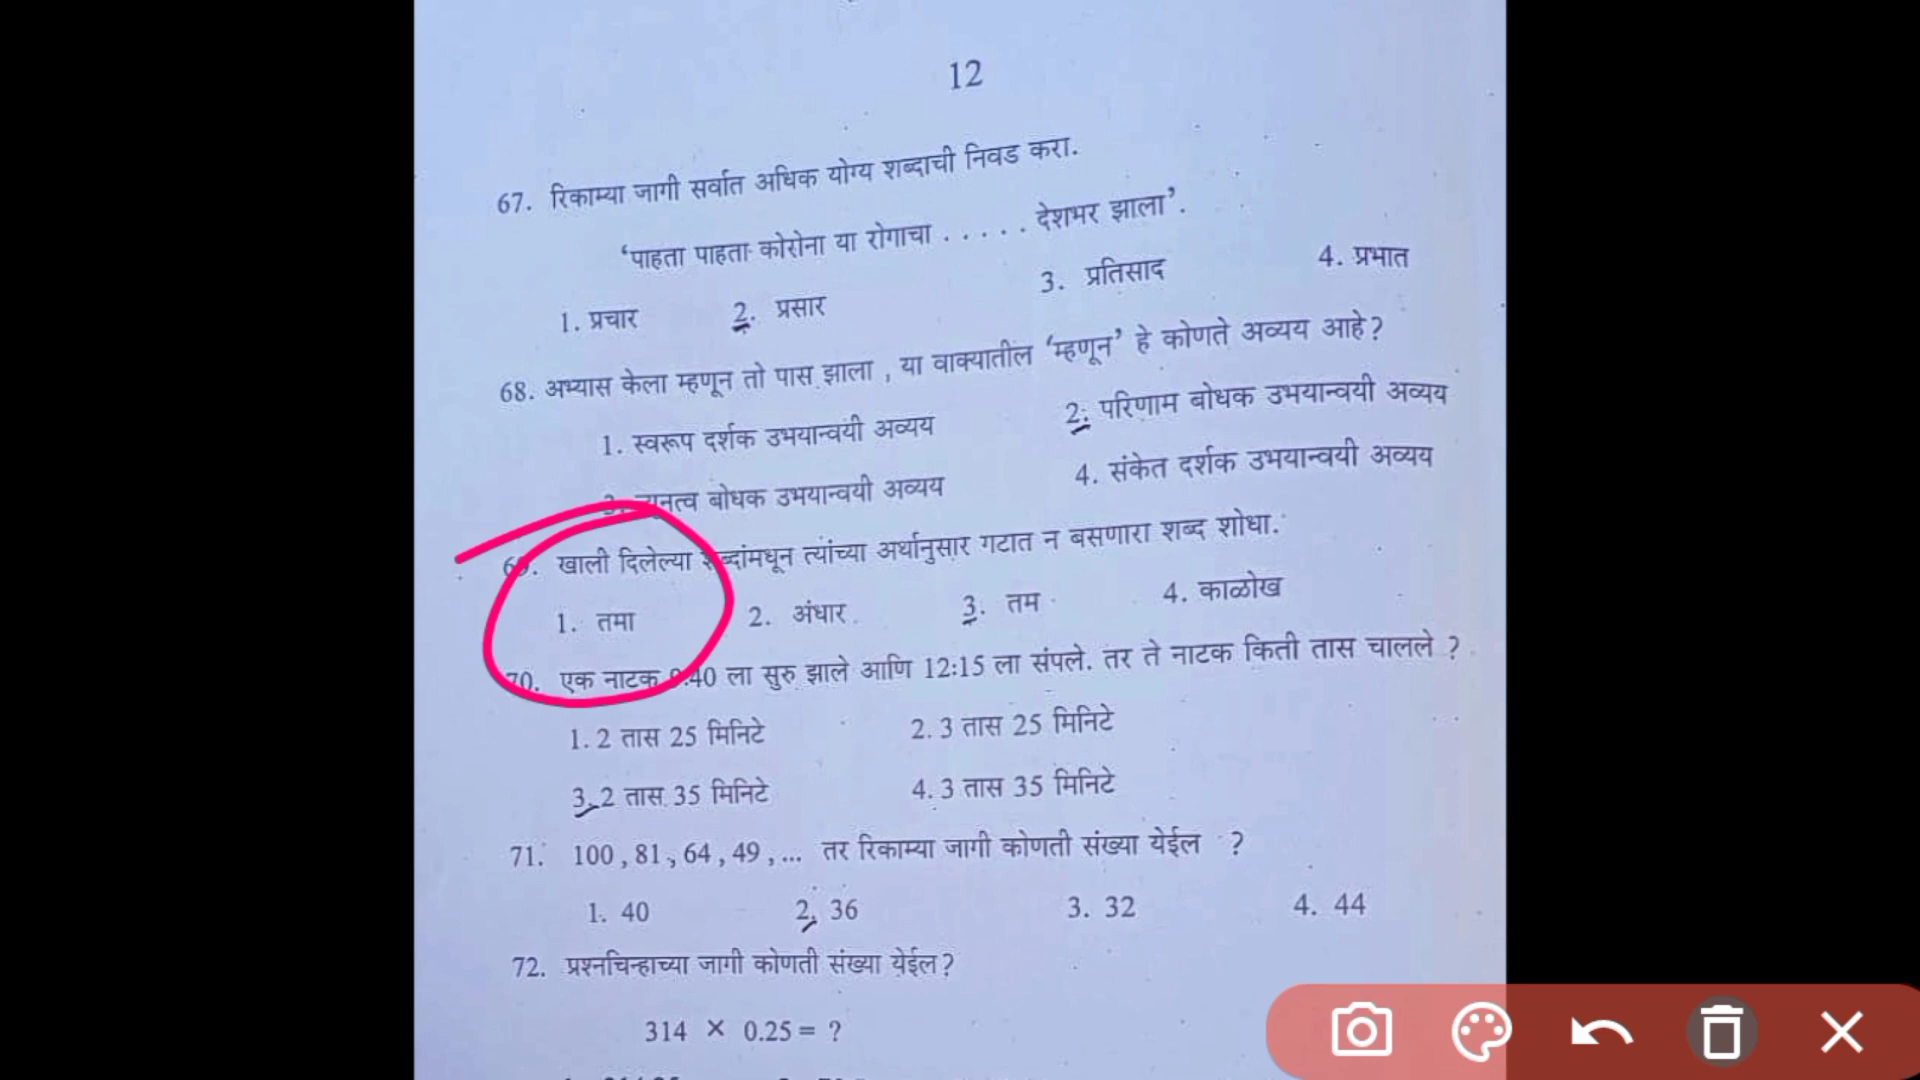 12
67. रिकाम्या जागी सर्वात अधिक योग्य शब्दाची निवड करा.
‘पाहता पाहता कोरोना या रोगाचा . . . . . देशभर झाला’.
1. प्रचार 2. प्रसार 3. प्रतिसाद 4. प्रभात
68. अभ्यास केला म्हणून तो पास झाला , या वाक्यातील ‘म्हणून’ हे कोणते अव्यय आहे?
1. स्वरूप दर्शक उभयान्वयी अव्यय 2. परिणाम बोधक उभयान्वयी अव्यय
बोधक उभयान्वयी अव्यय 4. संकेत दर्शक उभयान्वयी अव्यय
69. खाली दिलेल्या शब्दांमधून त्यांच्या अर्थानुसार गटात न बसणारा शब्द शोधा.
1. तमा 2. अंधार 3. तम 4. काळोख
70. एक नाटक 9.40 ला सुरु झाले आणि 12:15 ला संपले. तर ते नाटक किती तास चालले ?
1. 2 तास 25 मिनिटे 2. 3 तास 25 मिनिटे
3. 2 तास 35 मिनिटे 4. 3 तास 35 मिनिटे
71. 100 , 81 , 64 , 49 , ... तर रिकाम्या जागी कोणती संख्या येईल ?
1. 40 2. 36 3. 32 4. 44
72. प्रश्नचिन्हाच्या जागी कोणती संख्या येईल?
314 × 0.25 = ?